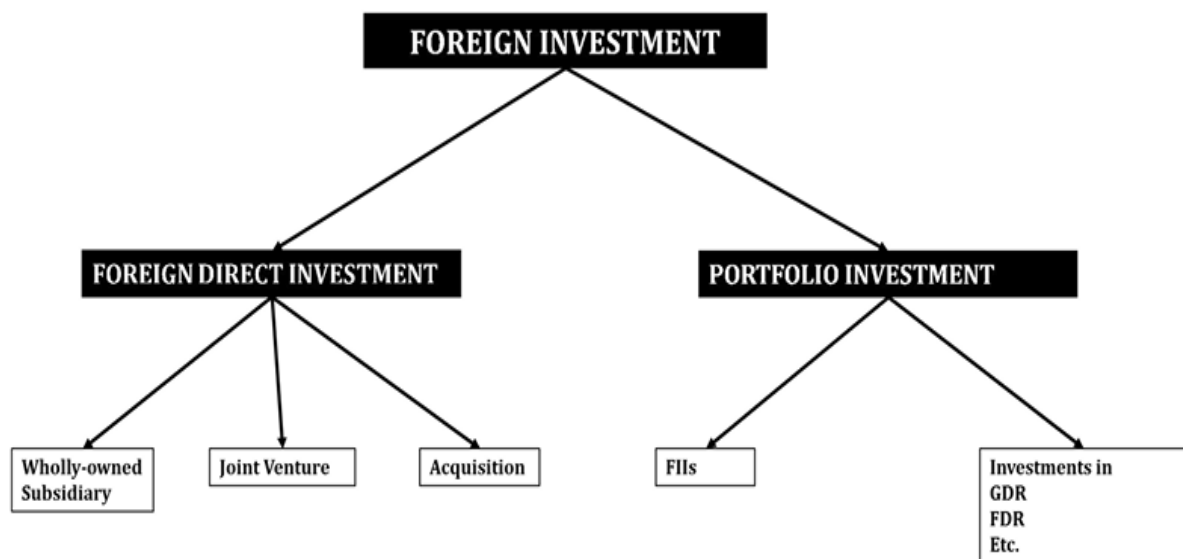 FOREIGN INVESTMENT
FOREIGN DIRECT INVESTMENT
PORTFOLIO INVESTMENT
Wholly-owned
Subsidiary
Joint Venture
Acquisition
FIIs
Investments in
GDR
FDR
Etc.